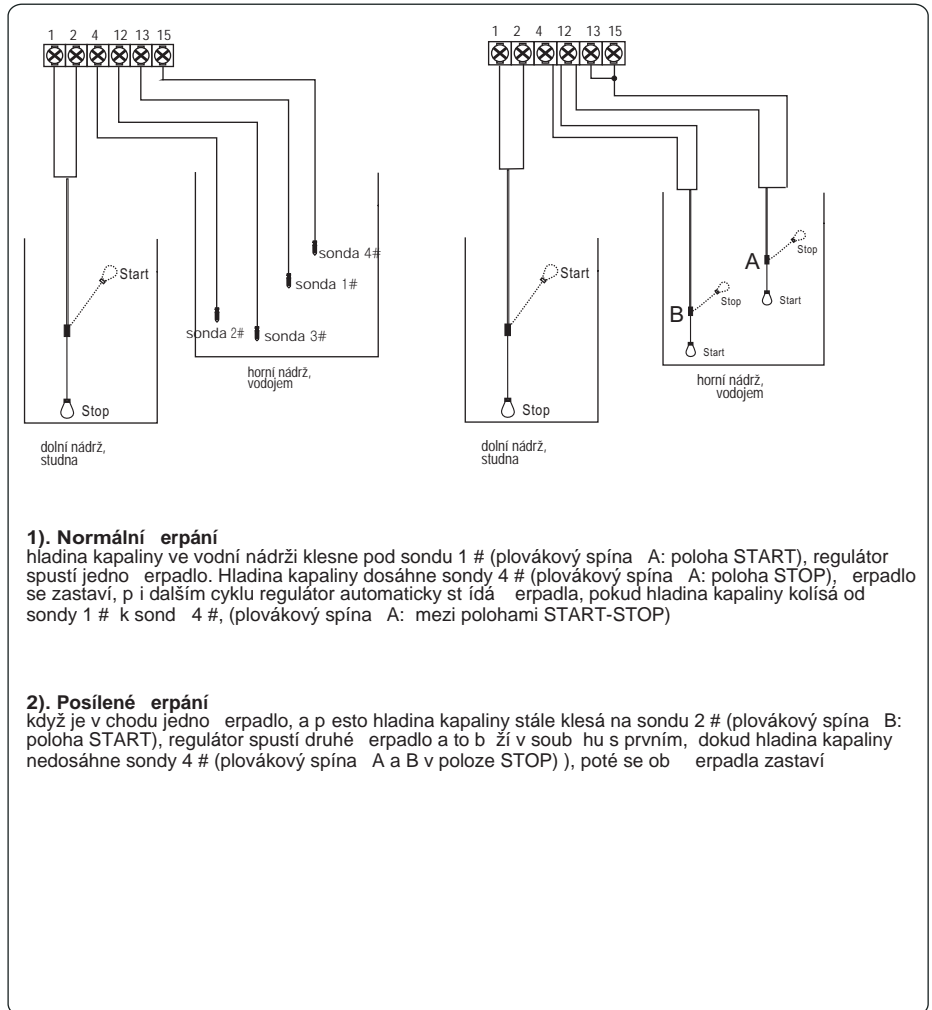 1 2 4 12 13 15
sonda 4#
sonda 1#
sonda 2#
sonda 3#
Start
Stop
horní nádrž,
vodojem
dolní nádrž,
studna
1 2 4 12 13 15
Start
Stop
A
Stop
Start
B
Stop
Start
horní nádrž,
vodojem
dolní nádrž,
studna
1). Normální erpání
hladina kapaliny ve vodní nádrži klesne pod sondu 1 # (plovákový spína A: poloha START), regulátor
spustí jedno erpadlo. Hladina kapaliny dosáhne sondy 4 # (plovákový spína A: poloha STOP), erpadlo
se zastaví, p i dalším cyklu regulátor automaticky st ídá erpadla, pokud hladina kapaliny kolísá od
sondy 1 # k sond 4 #, (plovákový spína A: mezi polohami START-STOP)
2). Posílené erpání
když je v chodu jedno erpadlo, a p esto hladina kapaliny stále klesá na sondu 2 # (plovákový spína B:
poloha START), regulátor spustí druhé erpadlo a to b ží v soub hu s prvním, dokud hladina kapaliny
nedosáhne sondy 4 # (plovákový spína A a B v poloze STOP) ), poté se ob erpadla zastaví